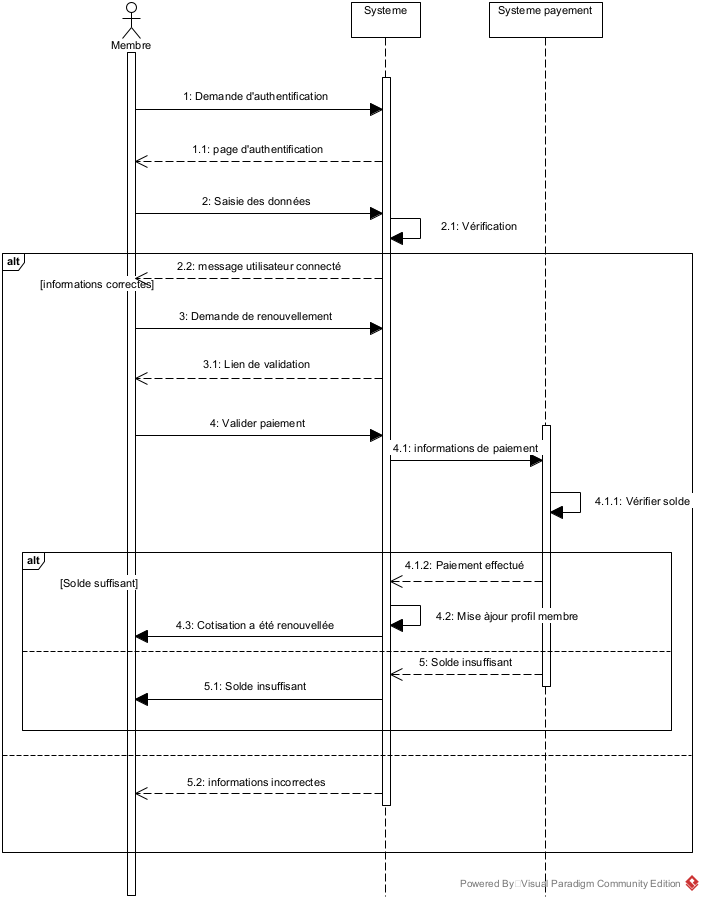 Membre
Systeme
Systeme payement
1: Demande d'authentification
1.1: page d'authentification
2: Saisie des données
2.1: Vérification
alt
2.2: message utilisateur connecté
[informations correctes]
3: Demande de renouvellement
3.1: Lien de validation
4: Valider paiement
4.1: informations de paiement
4.1.1: Vérifier solde
alt
4.1.2: Paiement effectué
[Solde suffisant]
4.2: Mise àjour profil membre
4.3: Cotisation a été renouvellée
5: Solde insuffisant
5.1: Solde insuffisant
5.2: informations incorrectes
Powered By Visual Paradigm Community Edition